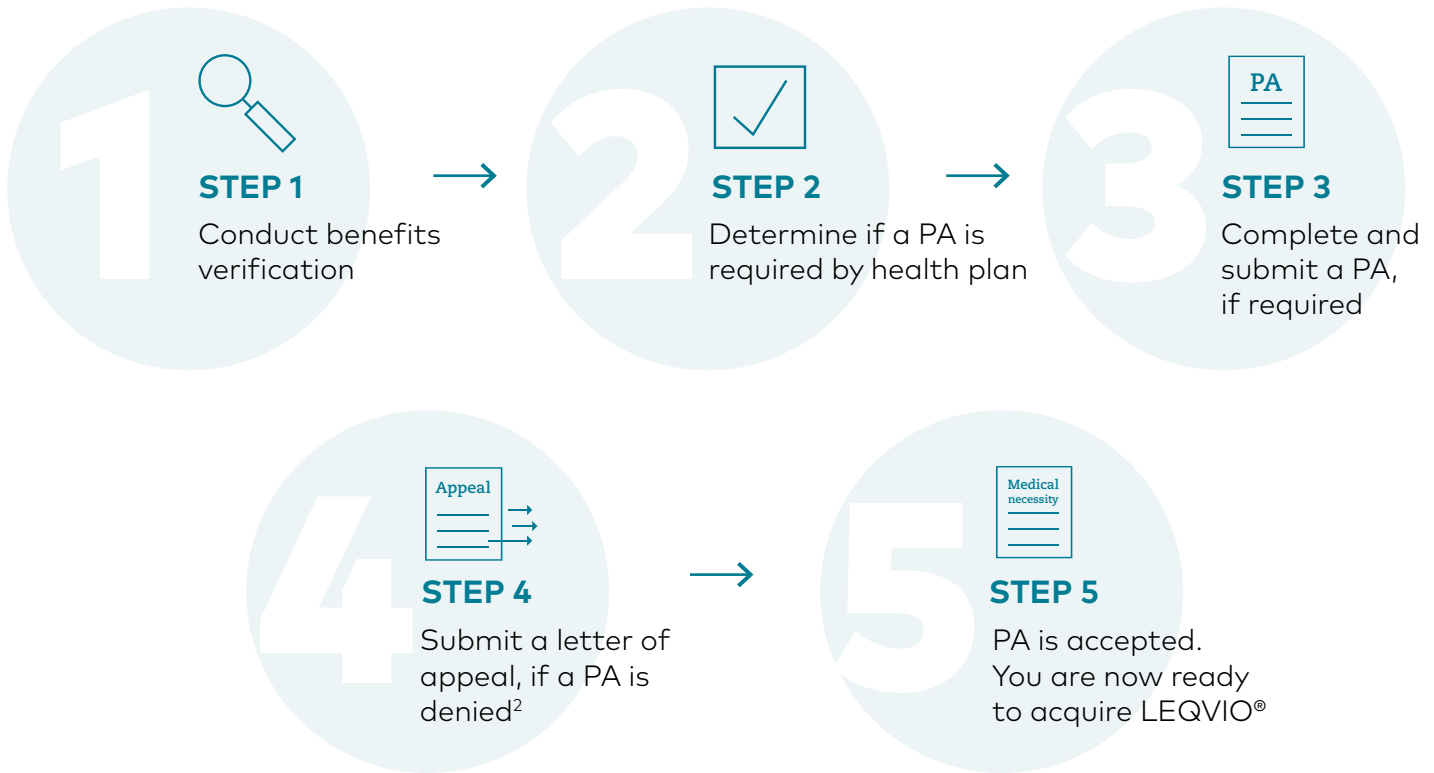 1
STEP 1
Conduct benefits
verification
2
STEP 2
Determine if a PA is
required by health plan
3
PA
STEP 3
Complete and
submit a PA,
if required
4
Appeal
STEP 4
Submit a letter of
appeal, if a PA is
denied²
5
Medical
necessity
STEP 5
PA is accepted.
You are now ready
to acquire LEQVIO®